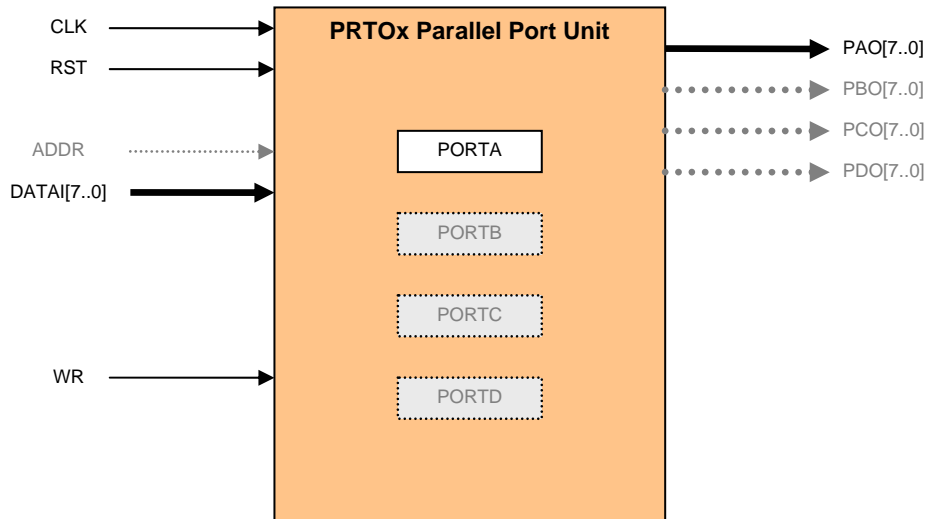 CLK
RST
ADDR
DATAI[7..0]
WR
PRTOx Parallel Port Unit
PORTA
PORTB
PORTC
PORTD
PAO[7..0]
PBO[7..0]
PCO[7..0]
PDO[7..0]